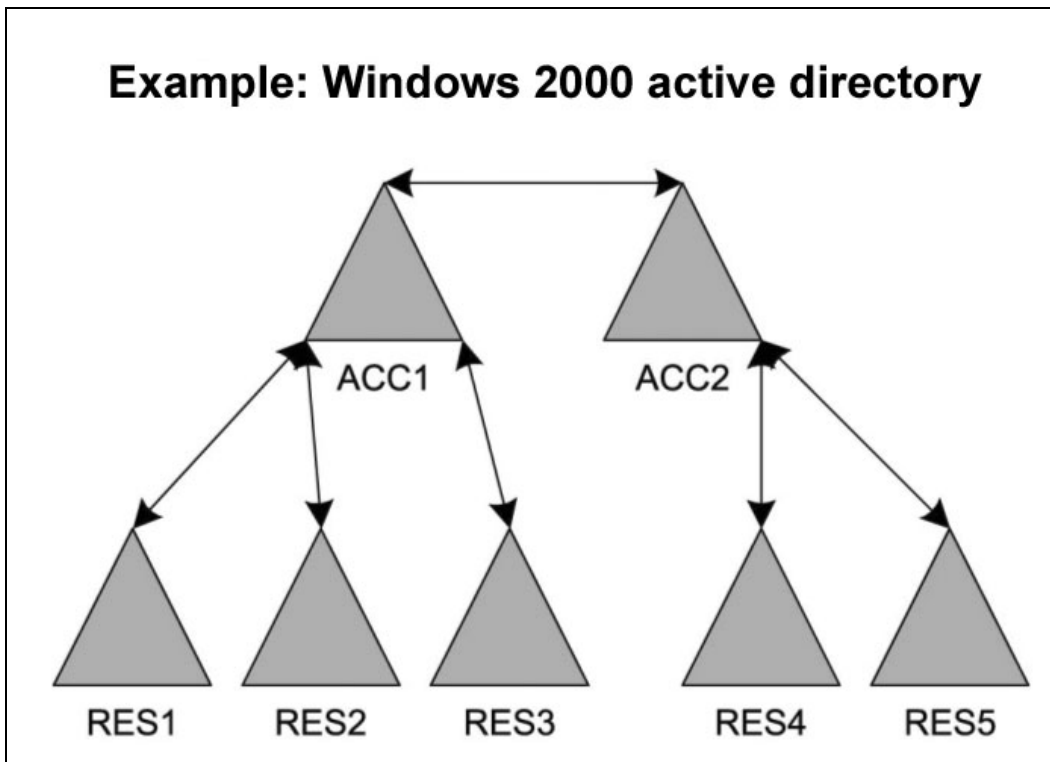 Example: Windows 2000 active directory
ACC1
ACC2
RES1
RES2
RES3
RES4
RES5